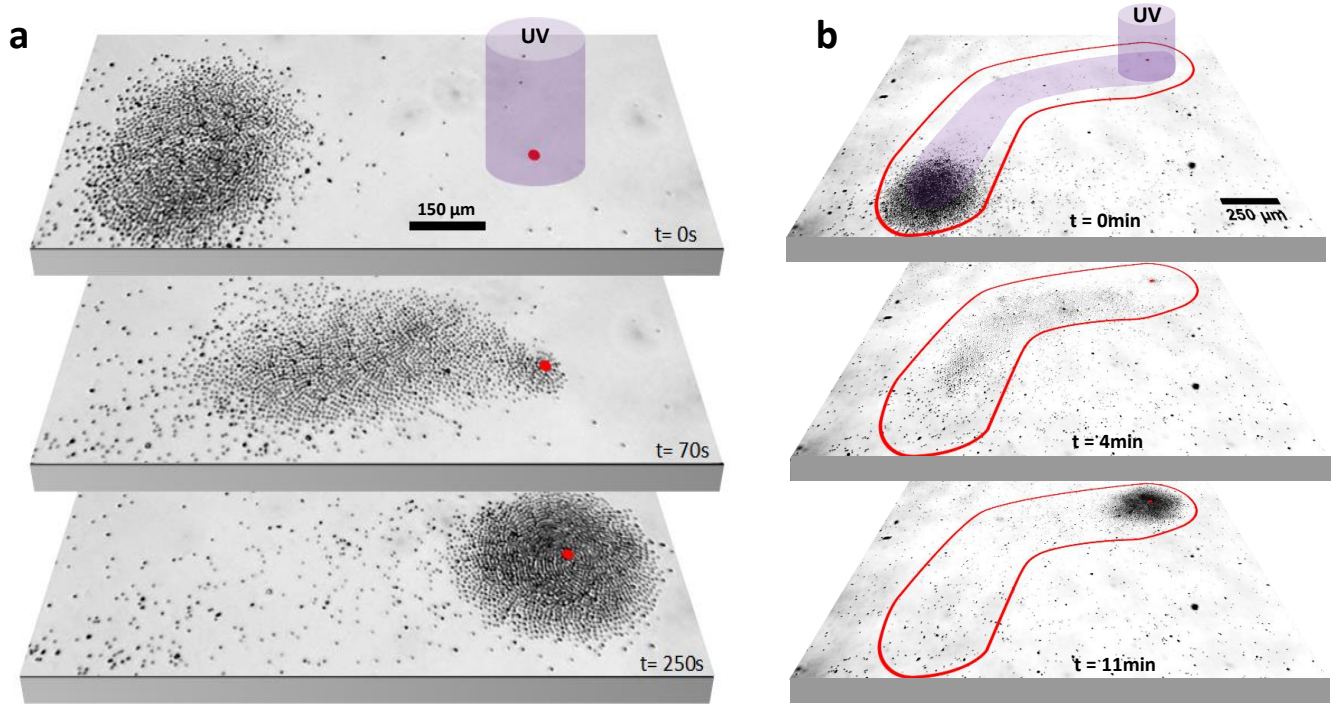 a
UV
150 μm
t= 0s
t= 70s
t= 250s
b
UV
250 μm
t = 0min
t = 4min
t = 11min